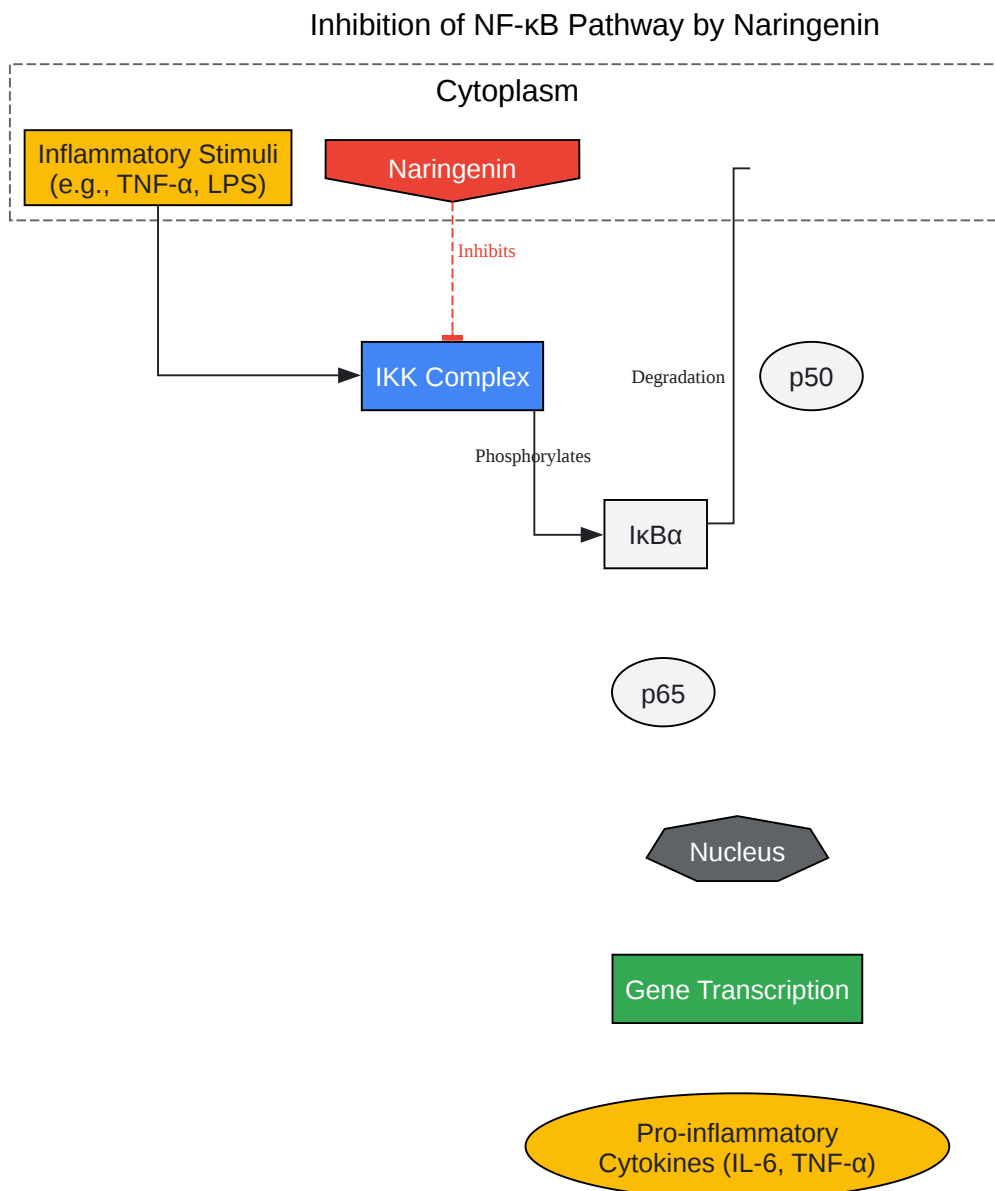 Inhibition of NF-κB Pathway by Naringenin
Cytoplasm
Inflammatory Stimuli
(e.g., TNF-α, LPS)
Naringenin
Inhibits
IKK Complex
Degradation
p50
Phosphorylates
IκBα
p65
Nucleus
Gene Transcription
Pro-inflammatory
Cytokines (IL-6, TNF-α)